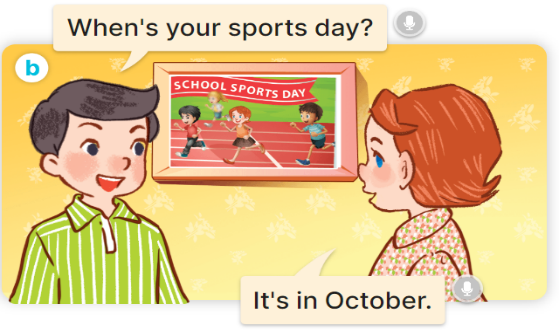 When's your sports day?
b
SCHOOL SPORTS DAY
It's in October.